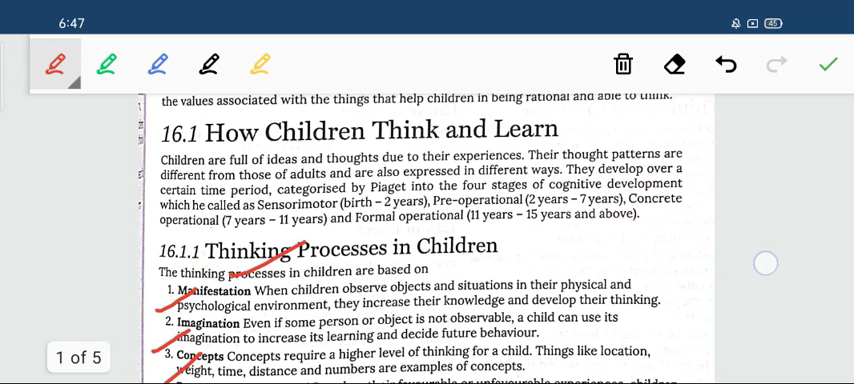 6:47
45
the values associated with the things that help children in being rational and able to think.
16.1 How Children Think and Learn
Children are full of ideas and thoughts due to their experiences. Their thought patterns are
different from those of adults and are also expressed in different ways. They develop over a
certain time period, categorised by Piaget into the four stages of cognitive development
which he called as Sensorimotor (birth – 2 years), Pre-operational (2 years – 7 years), Concrete
operational (7 years – 11 years) and Formal operational (11 years – 15 years and above).
16.1.1 Thinking Processes in Children
The thinking processes in children are based on
1. Manifestation When children observe objects and situations in their physical and
psychological environment, they increase their knowledge and develop their thinking.
2. Imagination Even if some person or object is not observable, a child can use its
imagination to increase its learning and decide future behaviour.
3. Concepts Concepts require a higher level of thinking for a child. Things like location,
weight, time, distance and numbers are examples of concepts.
1 of 5